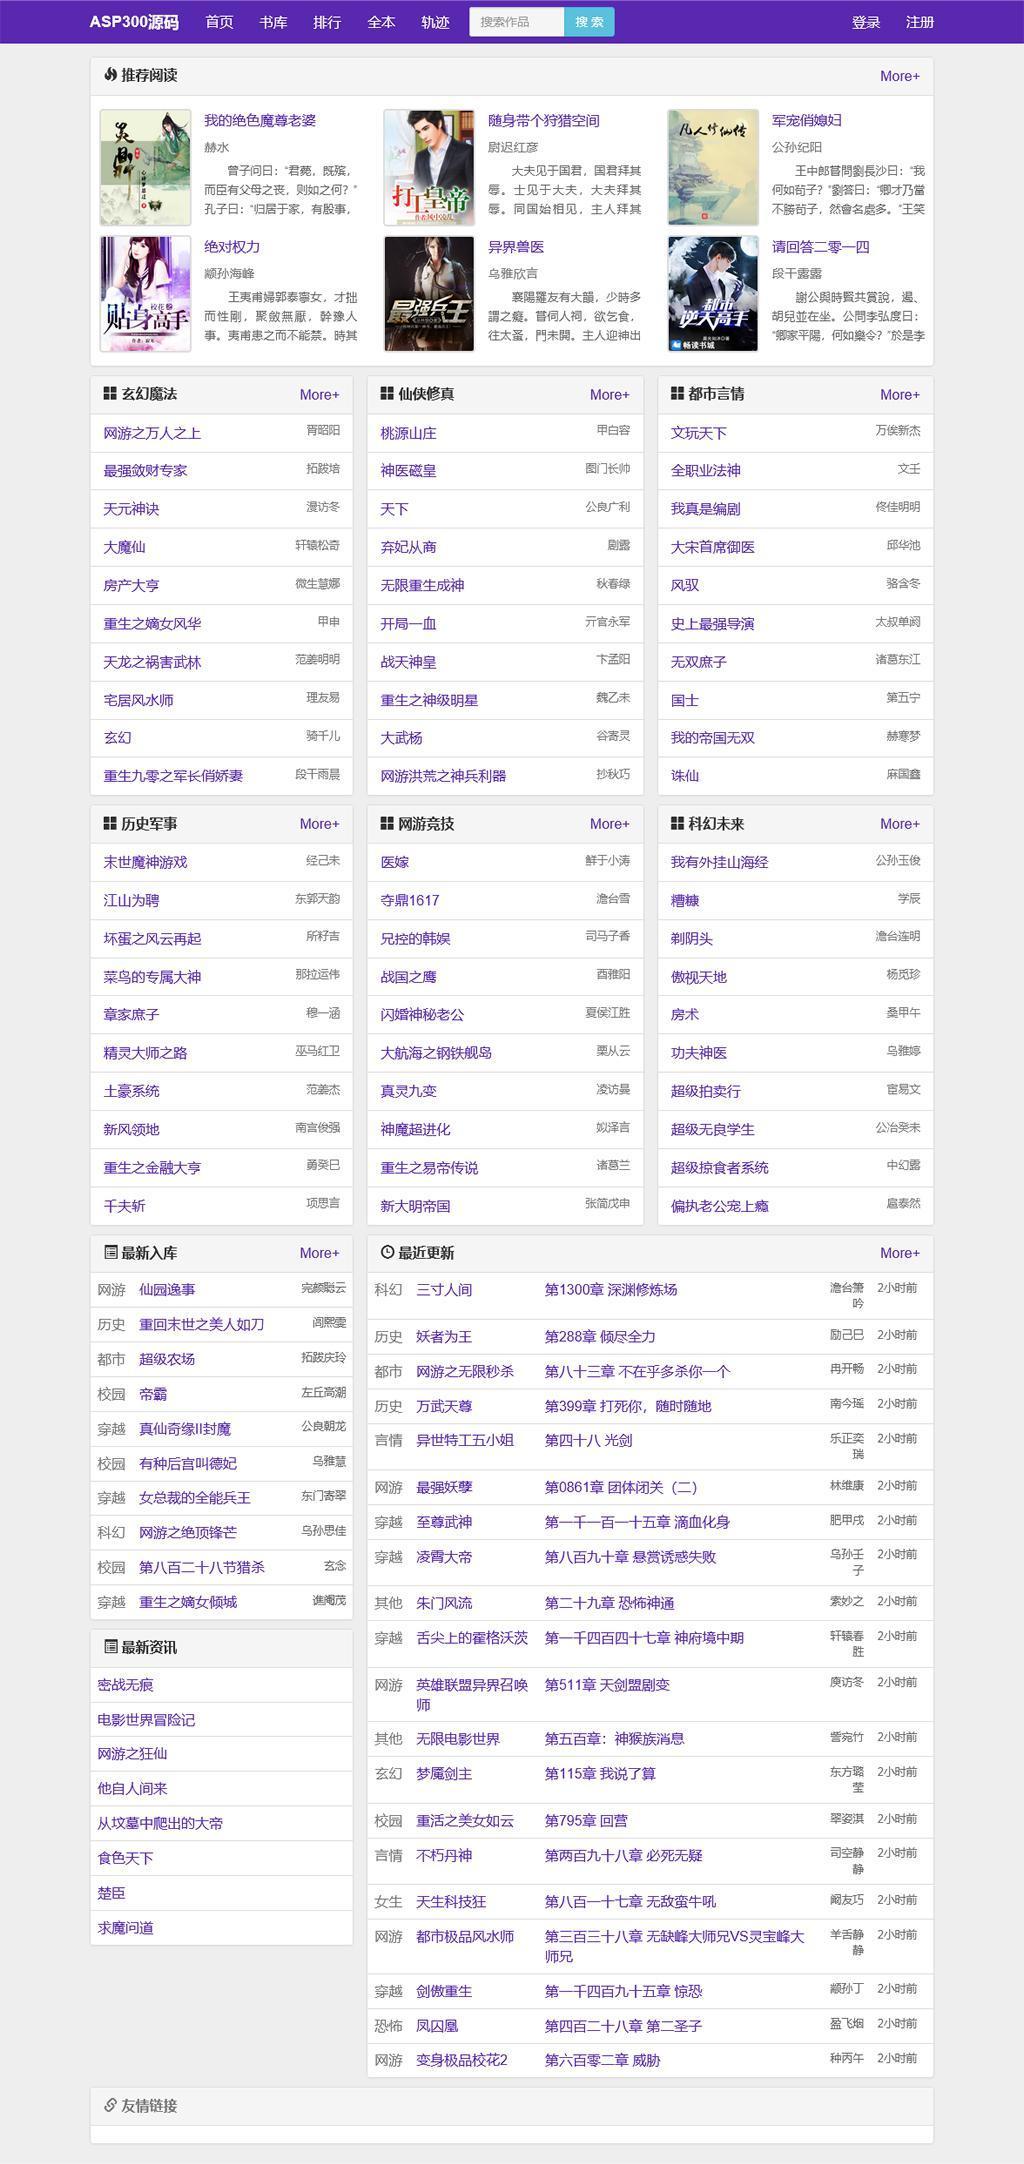 ASP300源码 首页 书库 排行 全本 轨迹 搜索作品 搜 索 登录 注册
推荐阅读 More+
我的绝色魔尊老婆
赫水
曾子问曰："君薨，既殡，
而臣有父母之丧，则如之何？"
孔子曰："归居于家，有殷事，
随身带个狩猎空间
尉迟红彦
大夫见于国君，国君拜其
辱。士见于大夫，大夫拜其
辱。同国始相见，主人拜其
军宠俏媳妇
公孙纪阳
王中郎嘗問劉長沙曰："我
何如荀子？"劉答曰："卿才乃當
不勝荀子，然會名處多。"王笑
绝对权力
颛孙海峰
王夷甫婦郭泰寧女，才拙
而性剛，聚斂無厭，幹豫人
事。夷甫患之而不能禁。時其
异界兽医
乌雅欣言
襄陽羅友有大韻，少時多
謂之癡。嘗伺人祠，欲乞食，
往太蚤，門未開。主人迎神出
请回答二零一四
段干露露
謝公與時賢共賞說，遏、
胡兒並在坐。公問李弘度曰：
"卿家平陽，何如樂令？"於是李
玄幻魔法 More+
网游之万人之上 胥昭阳
最强敛财专家 拓跋培
天元神诀 漫访冬
大魔仙 轩辕松奇
房产大亨 微生慧娜
重生之嫡女风华 甲申
天龙之祸害武林 范姜明明
宅居风水师 理友易
玄幻 骑千儿
重生九零之军长俏娇妻 段干雨晨
仙侠修真 More+
桃源山庄 甲白容
神医磁皇 图门长帅
天下 公良广利
弃妃从商 剧露
无限重生成神 秋春绿
开局一血 亓官永军
战天神皇 卞孟阳
重生之神级明星 魏乙未
大武杨 谷寄灵
网游洪荒之神兵利器 抄秋巧
都市言情 More+
文玩天下 万俟新杰
全职业法神 文壬
我真是编剧 佟佳明明
大宋首席御医 邱华池
风驭 骆含冬
史上最强导演 太叔单阏
无双庶子 诸葛东江
国士 第五宁
我的帝国无双 赫寒梦
诛仙 麻国鑫
历史军事 More+
末世魔神游戏 经己未
江山为聘 东郭天韵
坏蛋之风云再起 所籽吉
菜鸟的专属大神 那拉运伟
章家庶子 穆一涵
精灵大师之路 巫马红卫
土豪系统 范姜杰
新风领地 南宫俊强
重生之金融大亨 勇癸巳
千夫斩 项思言
网游竞技 More+
医嫁 鲜于小涛
夺鼎1617 澹台雪
兄控的韩娱 司马子香
战国之鹰 酉雅阳
闪婚神秘老公 夏侯江胜
大航海之钢铁舰岛 栗从云
真灵九变 凌访曼
神魔超进化 姒泽言
重生之易帝传说 诸葛兰
新大明帝国 张简戊申
科幻未来 More+
我有外挂山海经 公孙玉俊
糟糠 学辰
剃阴头 澹台连明
傲视天地 杨觅珍
房术 桑甲午
功夫神医 乌雅婷
超级拍卖行 宦易文
超级无良学生 公冶癸未
超级掠食者系统 申幻露
偏执老公宠上瘾 扈泰然
最新入库 More+
网游 仙园逸事 完颜聪云
历史 重回末世之美人如刀 闾熙雯
都市 超级农场 拓跋庆玲
校园 帝霸 左丘高潮
穿越 真仙奇缘II封魔 公良朝龙
校园 有种后宫叫德妃 乌雅慧
穿越 女总裁的全能兵王 东门寄翠
科幻 网游之绝顶锋芒 乌孙思佳
校园 第八百二十八节猎杀 玄念
穿越 重生之嫡女倾城 谯阉茂
最新资讯
密战无痕
电影世界冒险记
网游之狂仙
他自人间来
从坟墓中爬出的大帝
食色天下
楚臣
求魔问道
最近更新 More+
科幻 三寸人间 第1300章 深渊修炼场 澹台箫 2小时前
吟
历史 妖者为王 第288章 倾尽全力 励己巳 2小时前
都市 网游之无限秒杀 第八十三章 不在乎多杀你一个 冉开畅 2小时前
历史 万武天尊 第399章 打死你，随时随地 南今瑶 2小时前
言情 异世特工五小姐 第四十八 光剑 乐正奕 2小时前
瑞
网游 最强妖孽 第0861章 团体闭关（二） 林维康 2小时前
穿越 至尊武神 第一千一百一十五章 滴血化身 肥甲戌 2小时前
穿越 凌霄大帝 第八百九十章 悬赏诱惑失败 乌孙壬 2小时前
子
其他 朱门风流 第二十九章 恐怖神通 索妙之 2小时前
穿越 舌尖上的霍格沃茨 第一千四百四十七章 神府境中期 轩辕春 2小时前
胜
网游 英雄联盟异界召唤 第511章 天剑盟剧变 庾访冬 2小时前
师
其他 无限电影世界 第五百章：神猴族消息 訾宛竹 2小时前
玄幻 梦魇剑主 第115章 我说了算 东方璐 2小时前
莹
校园 重活之美女如云 第795章 回营 翠姿淇 2小时前
言情 不朽丹神 第两百九十八章 必死无疑 司空静 2小时前
静
女生 天生科技狂 第八百一十七章 无敌蛮牛吼 阚友巧 2小时前
网游 都市极品风水师 第三百三十八章 无缺峰大师兄VS灵宝峰大 羊舌静 2小时前
师兄 静
穿越 剑傲重生 第一千四百九十五章 惊恐 颛孙丁 2小时前
恐怖 凤囚凰 第四百二十八章 第二圣子 盈飞烟 2小时前
网游 变身极品校花2 第六百零二章 威胁 种丙午 2小时前
友情链接